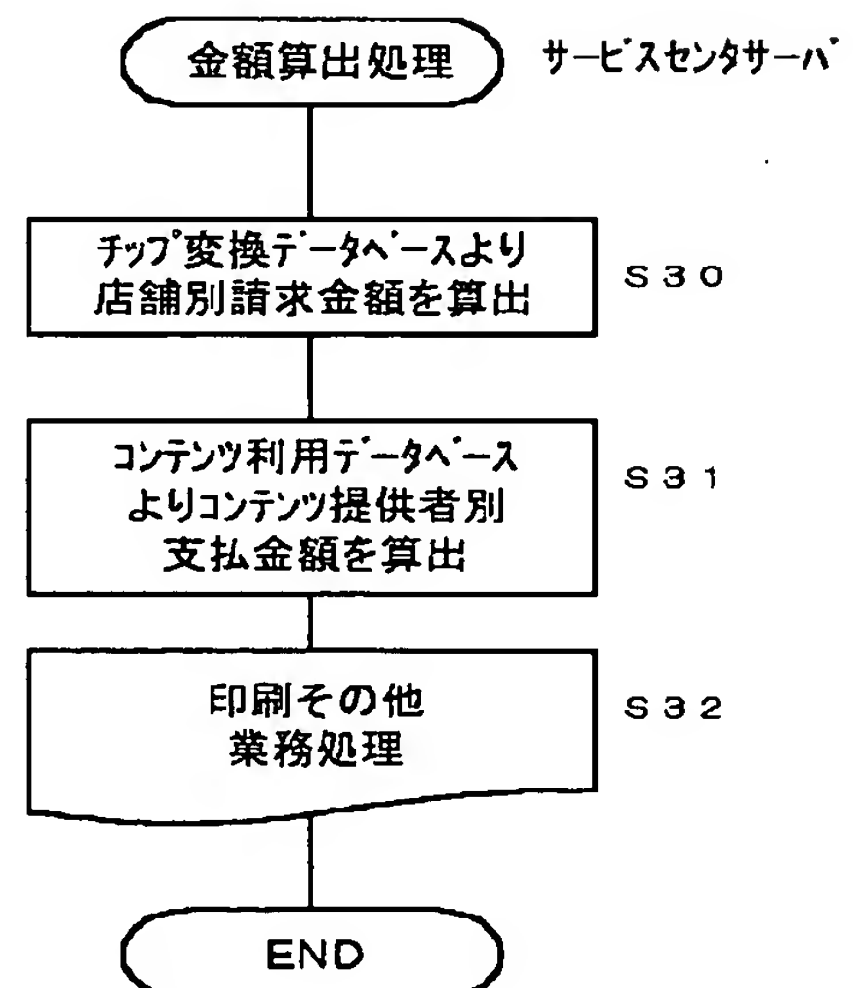 金額算出処理 サービスセンタサーバ
チップ変換データベースより
店舗別請求金額を算出
S30
コンテンツ利用データベース
よりコンテンツ提供者別
支払金額を算出
S31
印刷その他
業務処理
S32
END